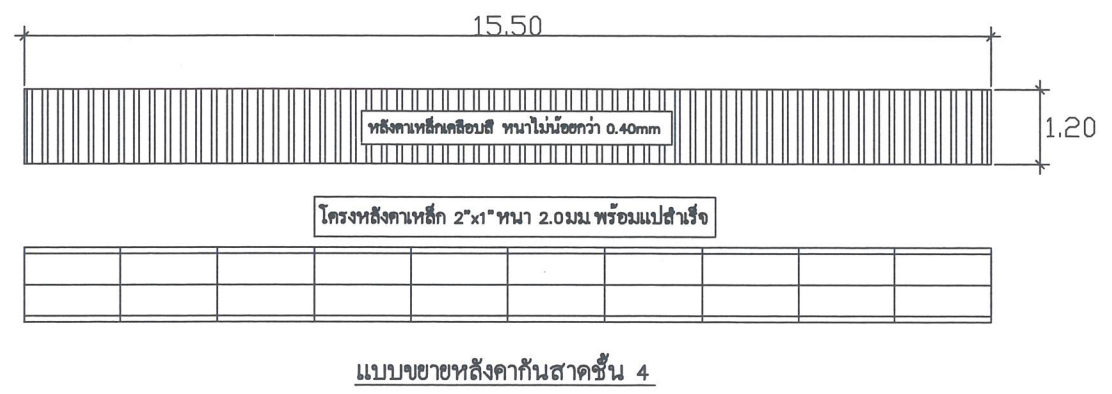 15.50
หลังคาเหล็กเคลือบสี หนาไม่น้อยกว่า 0.40mm
1.20
โครงหลังคาเหล็ก 2"x1" หนา 2.0มม. พร้อมแปสำเร็จ
แบบขยายหลังคากันสาดชั้น 4